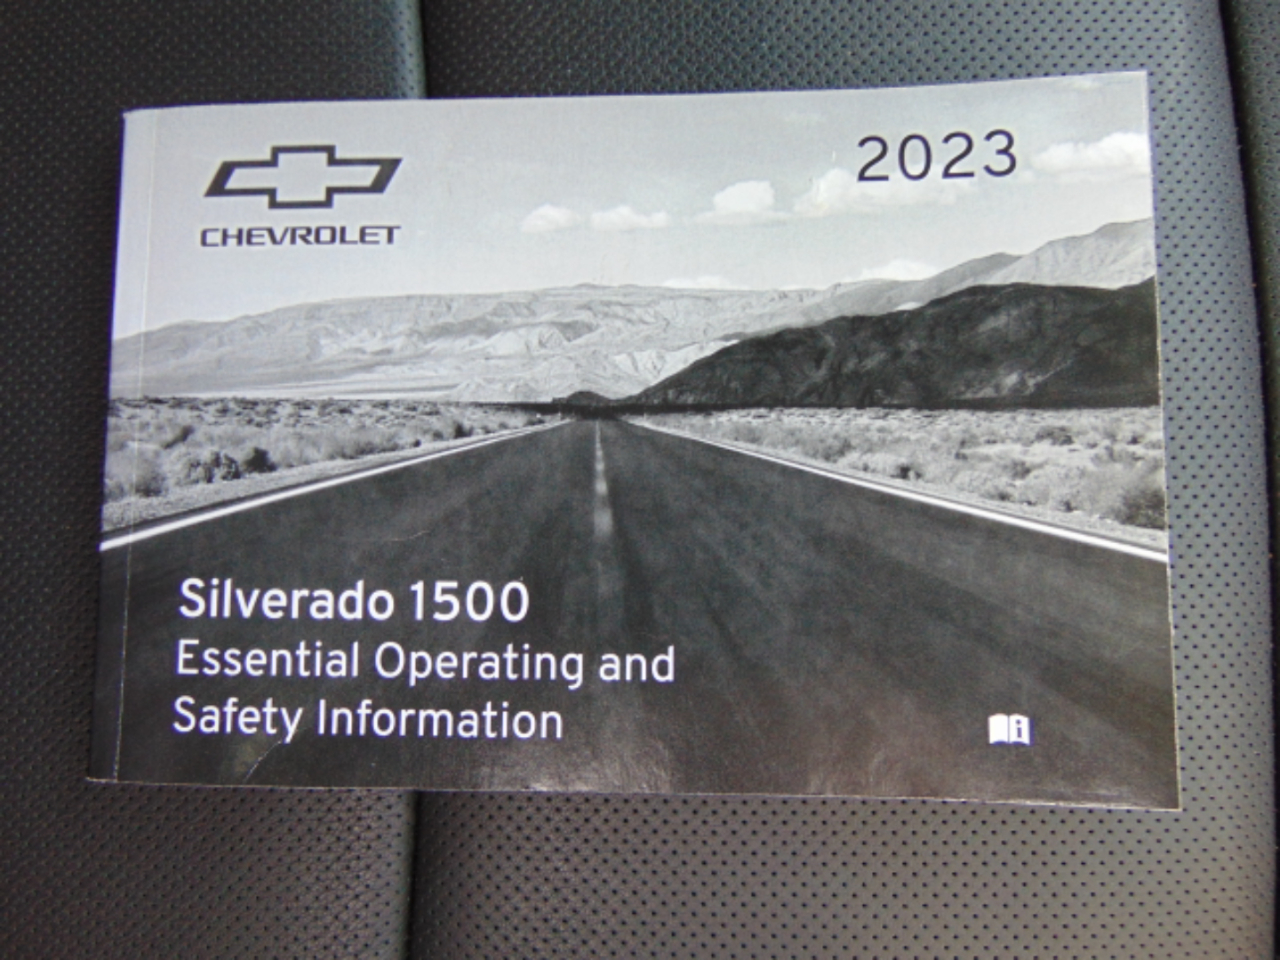 2023
CHEVROLET
Silverado 1500
Essential Operating and
Safety Information